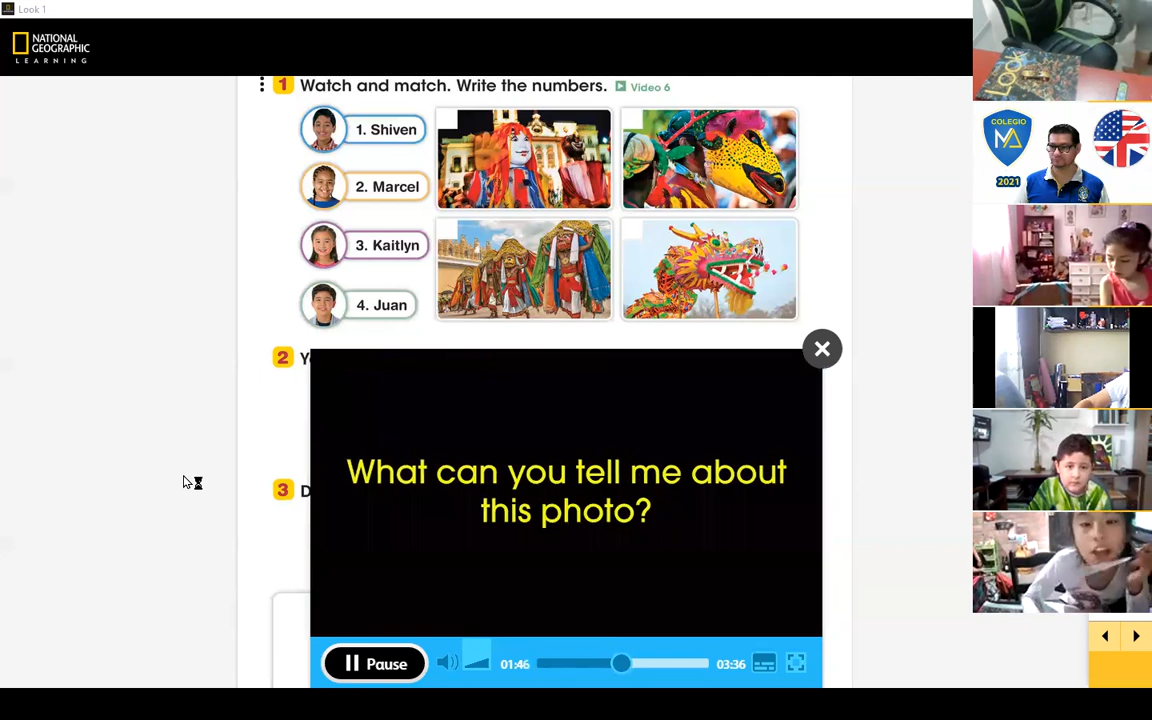 Look 1
NATIONAL
GEOGRAPHIC
LEARNING
1 Watch and match. Write the numbers. Video 6
1. Shiven
2. Marcel
3. Kaitlyn
4. Juan
2 Y
3 D
What can you tell me about
this photo?
Pause
01:46
03:36
LOOK
COLEGIO
MA
2021